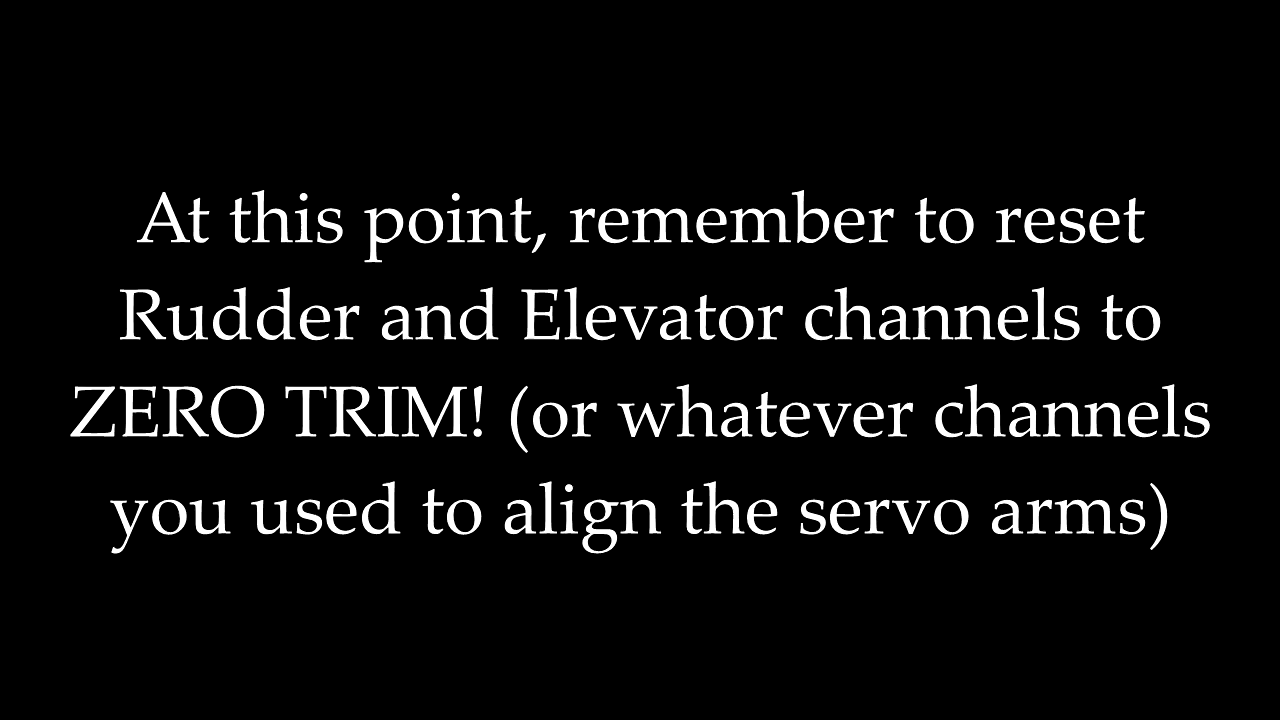 At this point, remember to reset
Rudder and Elevator channels to
ZERO TRIM! (or whatever channels
you used to align the servo arms)